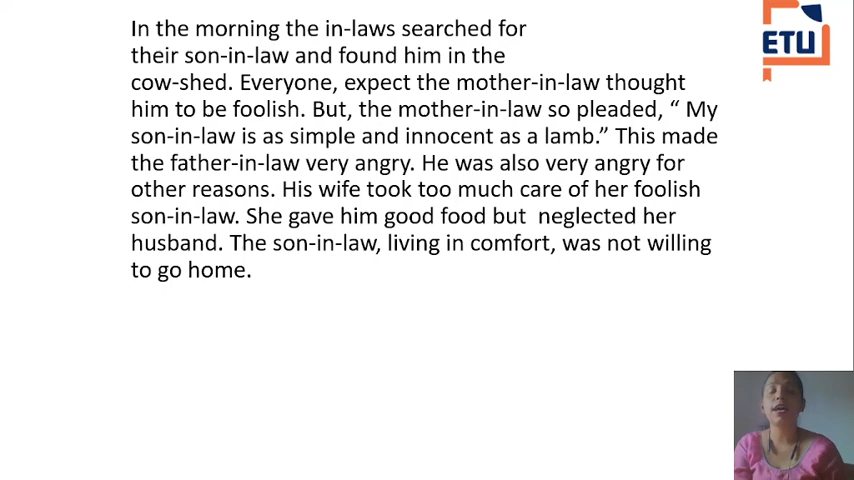 In the morning the in-laws searched for
their son-in-law and found him in the
cow-shed. Everyone, expect the mother-in-law thought
him to be foolish. But, the mother-in-law so pleaded, “ My
son-in-law is as simple and innocent as a lamb.” This made
the father-in-law very angry. He was also very angry for
other reasons. His wife took too much care of her foolish
son-in-law. She gave him good food but neglected her
husband. The son-in-law, living in comfort, was not willing
to go home.
ETU